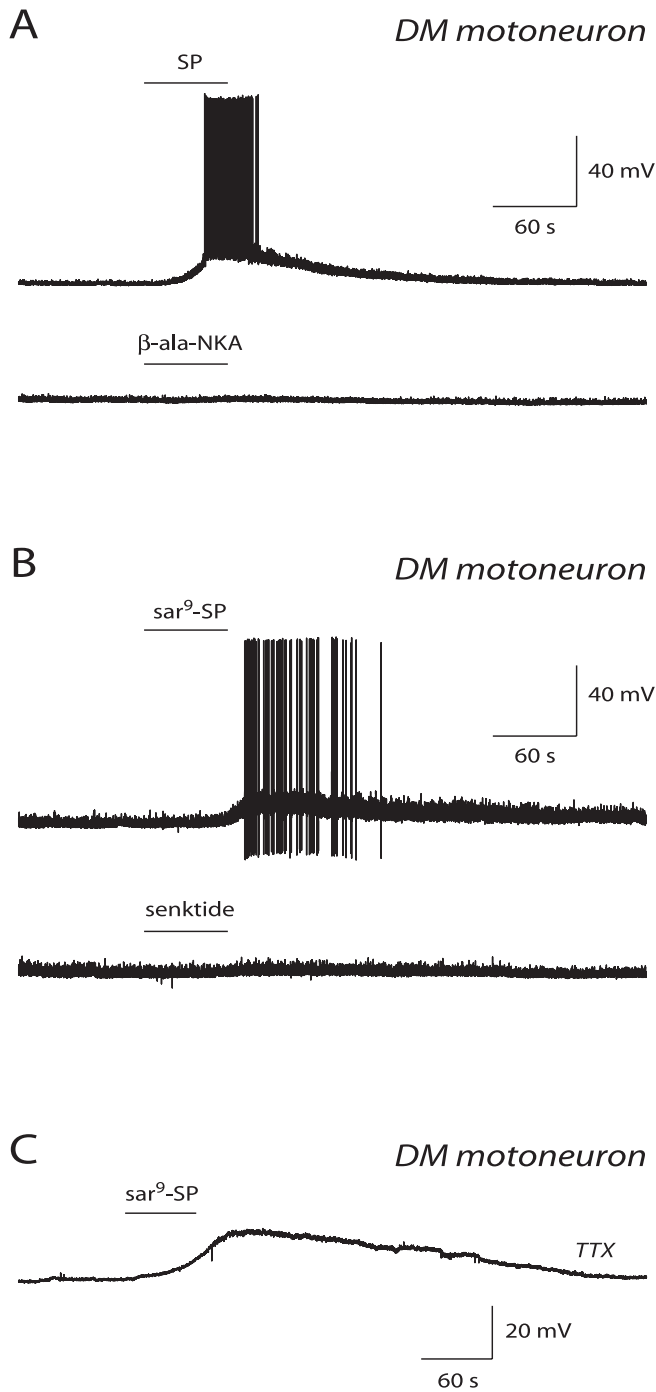 A
DM motoneuron
SP
40 mV
60 s
β-ala-NKA
B
DM motoneuron
sar⁹-SP
40 mV
60 s
senktide
C
DM motoneuron
sar⁹-SP
TTX
20 mV
60 s